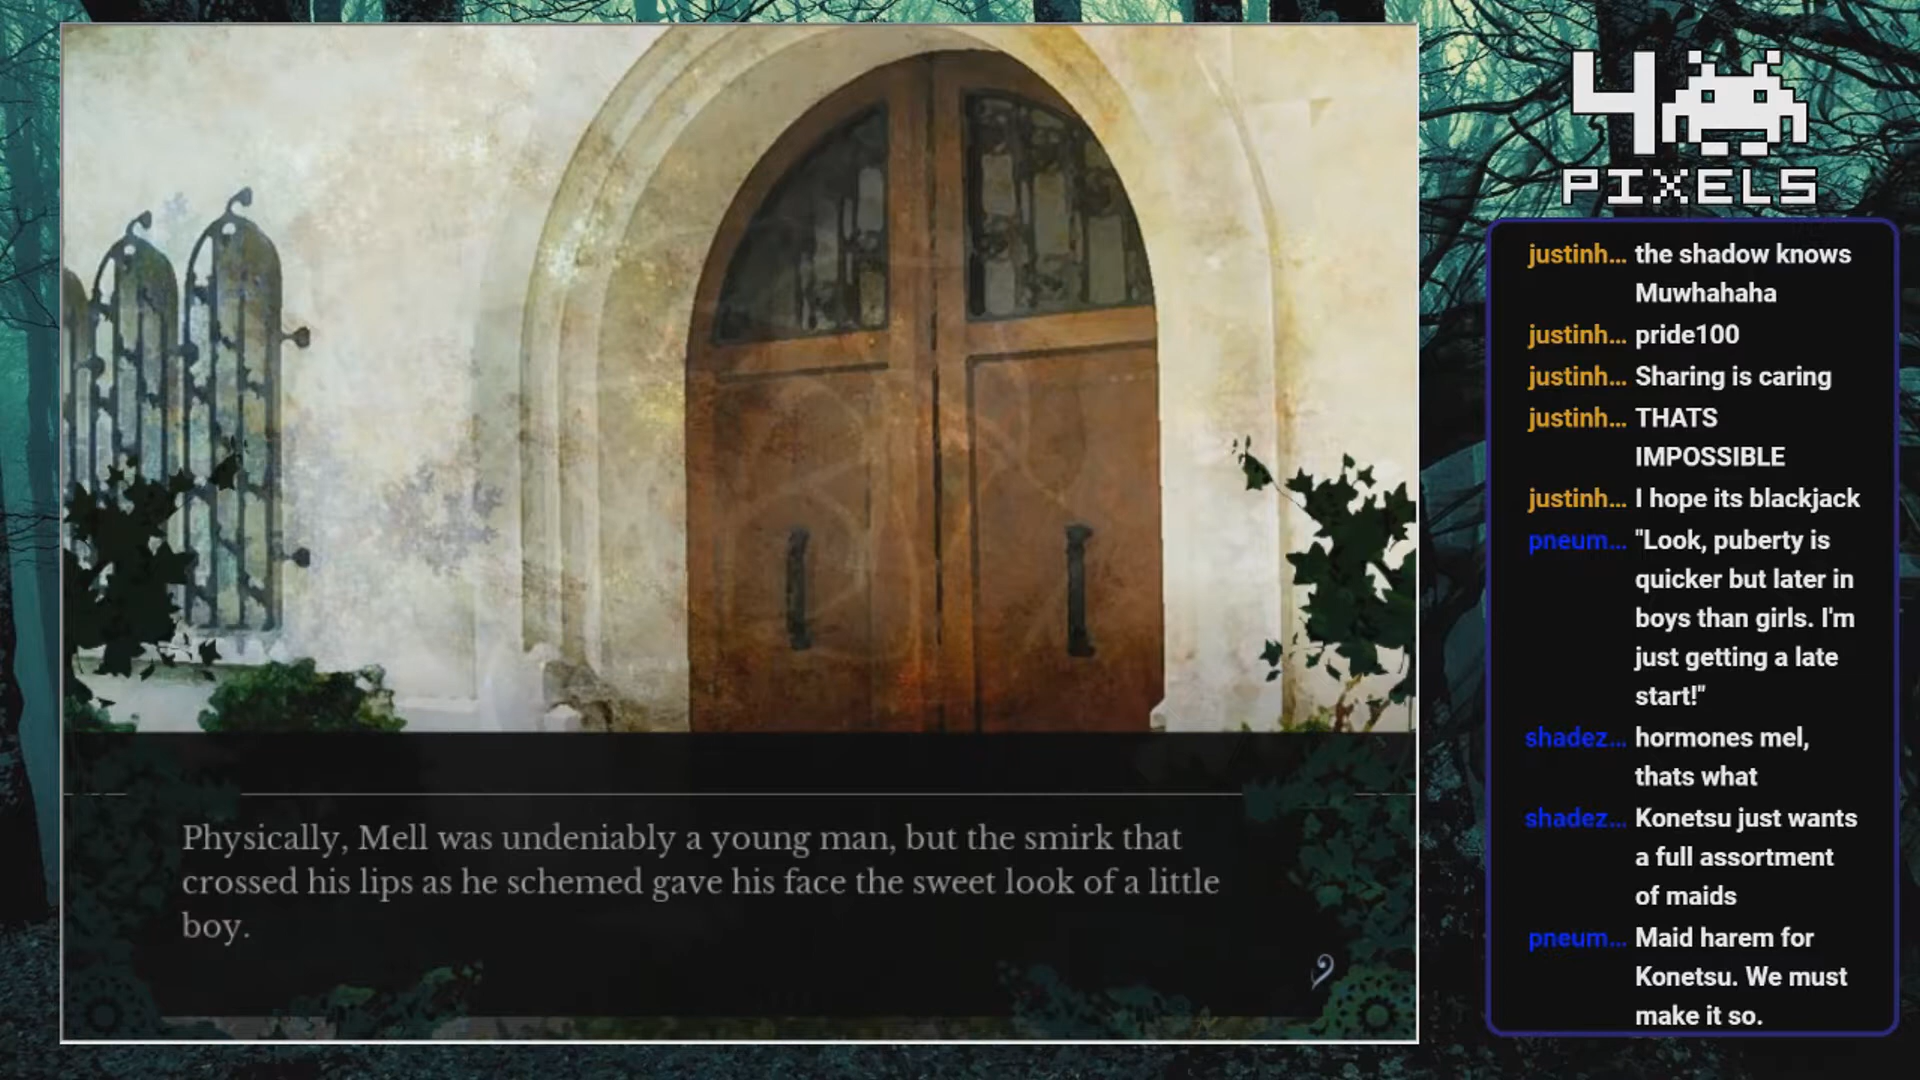 4
PIXELS
justinh... the shadow knows
Muwhahaha
justinh... pride100
justinh... Sharing is caring
justinh... THATS
IMPOSSIBLE
justinh... I hope its blackjack
pneum... "Look, puberty is
quicker but later in
boys than girls. I'm
just getting a late
start!"
shadez... hormones mel,
thats what
shadez... Konetsu just wants
a full assortment
of maids
pneum... Maid harem for
Konetsu. We must
make it so.
Physically, Mell was undeniably a young man, but the smirk that
crossed his lips as he schemed gave his face the sweet look of a little
boy.